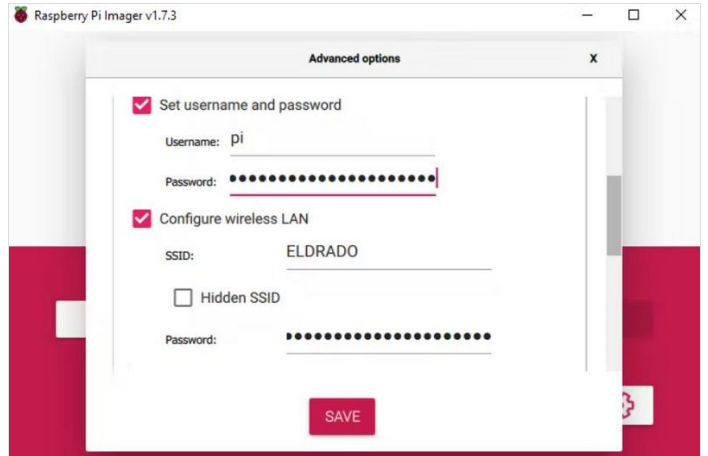 Raspberry Pi Imager v1.7.3
Advanced options
X
Set username and password
Username: pi
Password: ●●●●●●●●●●●●●●●●●●●●●
Configure wireless LAN
SSID: ELDRADO
Hidden SSID
Password: ●●●●●●●●●●●●●●●●●●●●●
SAVE